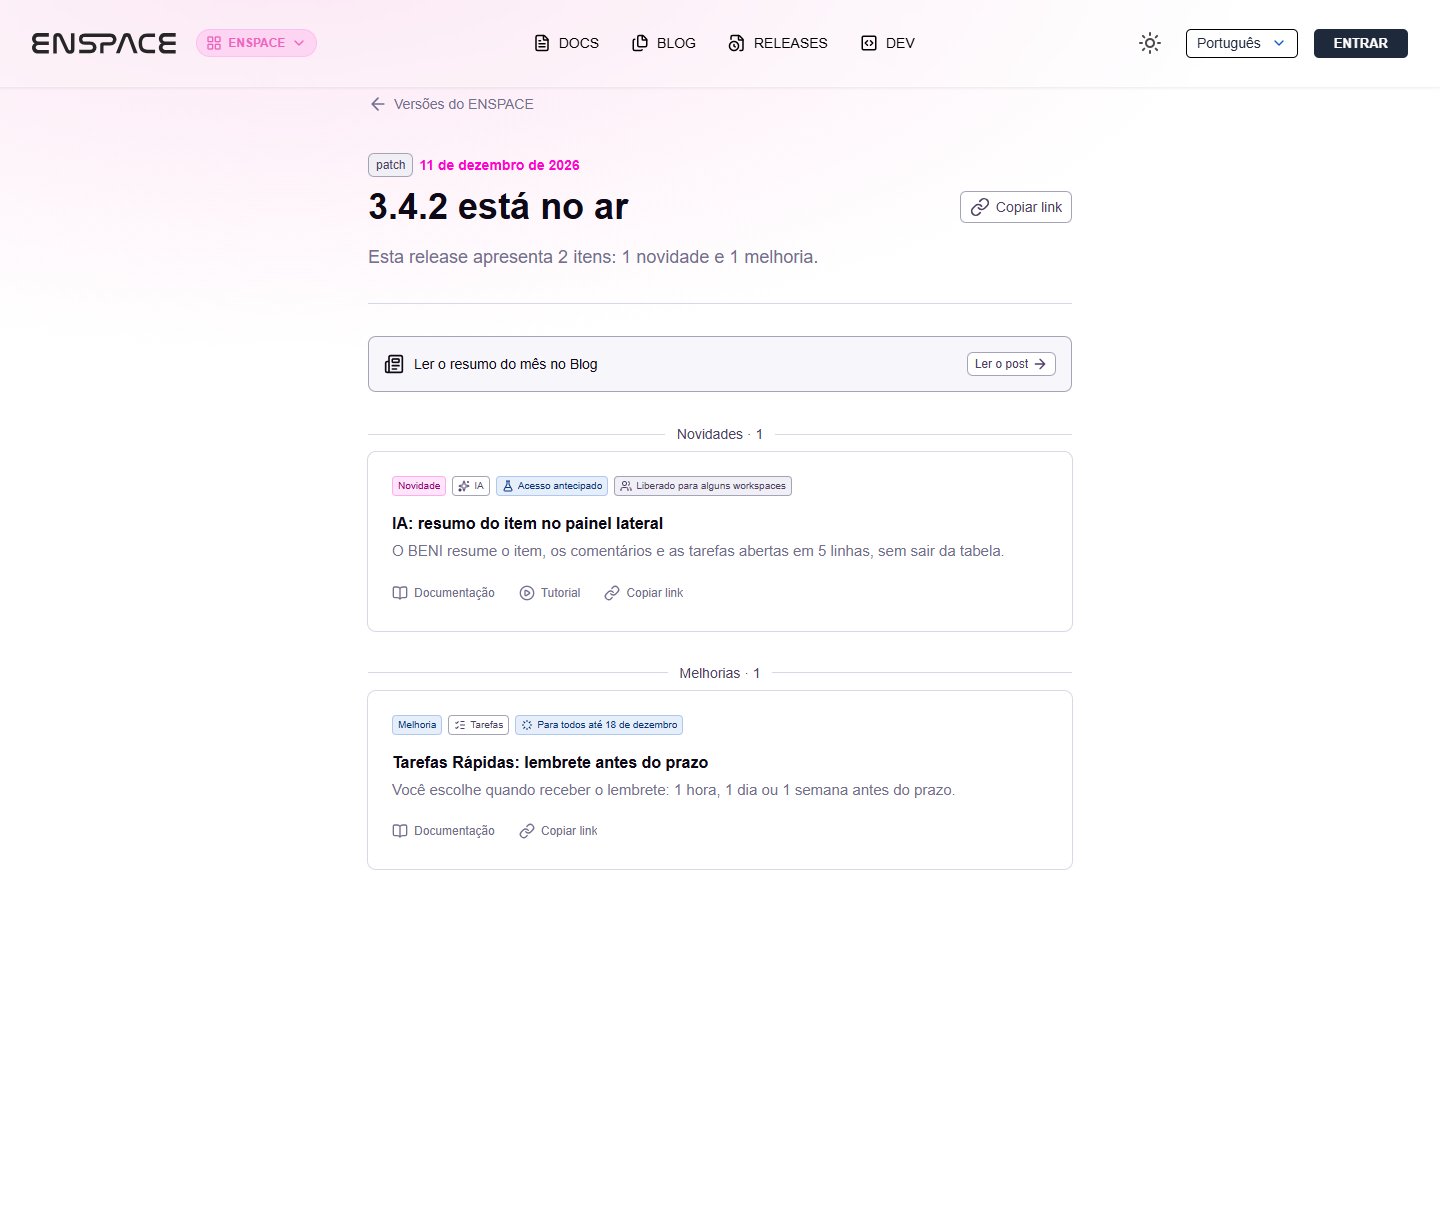 ENSPACE
ENSPACE
DOCS
BLOG
RELEASES
DEV
Português
ENTRAR
Versões do ENSPACE
patch
11 de dezembro de 2026
3.4.2 está no ar
Copiar link
Esta release apresenta 2 itens: 1 novidade e 1 melhoria.
Ler o resumo do mês no Blog
Ler o post
Novidades · 1
Novidade
IA
Acesso antecipado
Liberado para alguns workspaces
IA: resumo do item no painel lateral
O BENI resume o item, os comentários e as tarefas abertas em 5 linhas, sem sair da tabela.
Documentação
Tutorial
Copiar link
Melhorias · 1
Melhoria
Tarefas
Para todos até 18 de dezembro
Tarefas Rápidas: lembrete antes do prazo
Você escolhe quando receber o lembrete: 1 hora, 1 dia ou 1 semana antes do prazo.
Documentação
Copiar link